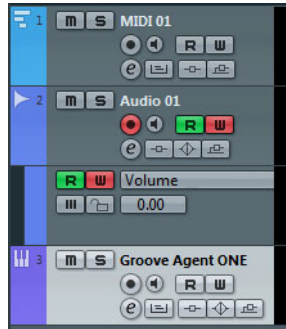 1 m S MIDI 01
R W
e
2 m S Audio 01
R W
e
R W Volume
0.00
3 m S Groove Agent ONE
R W
e